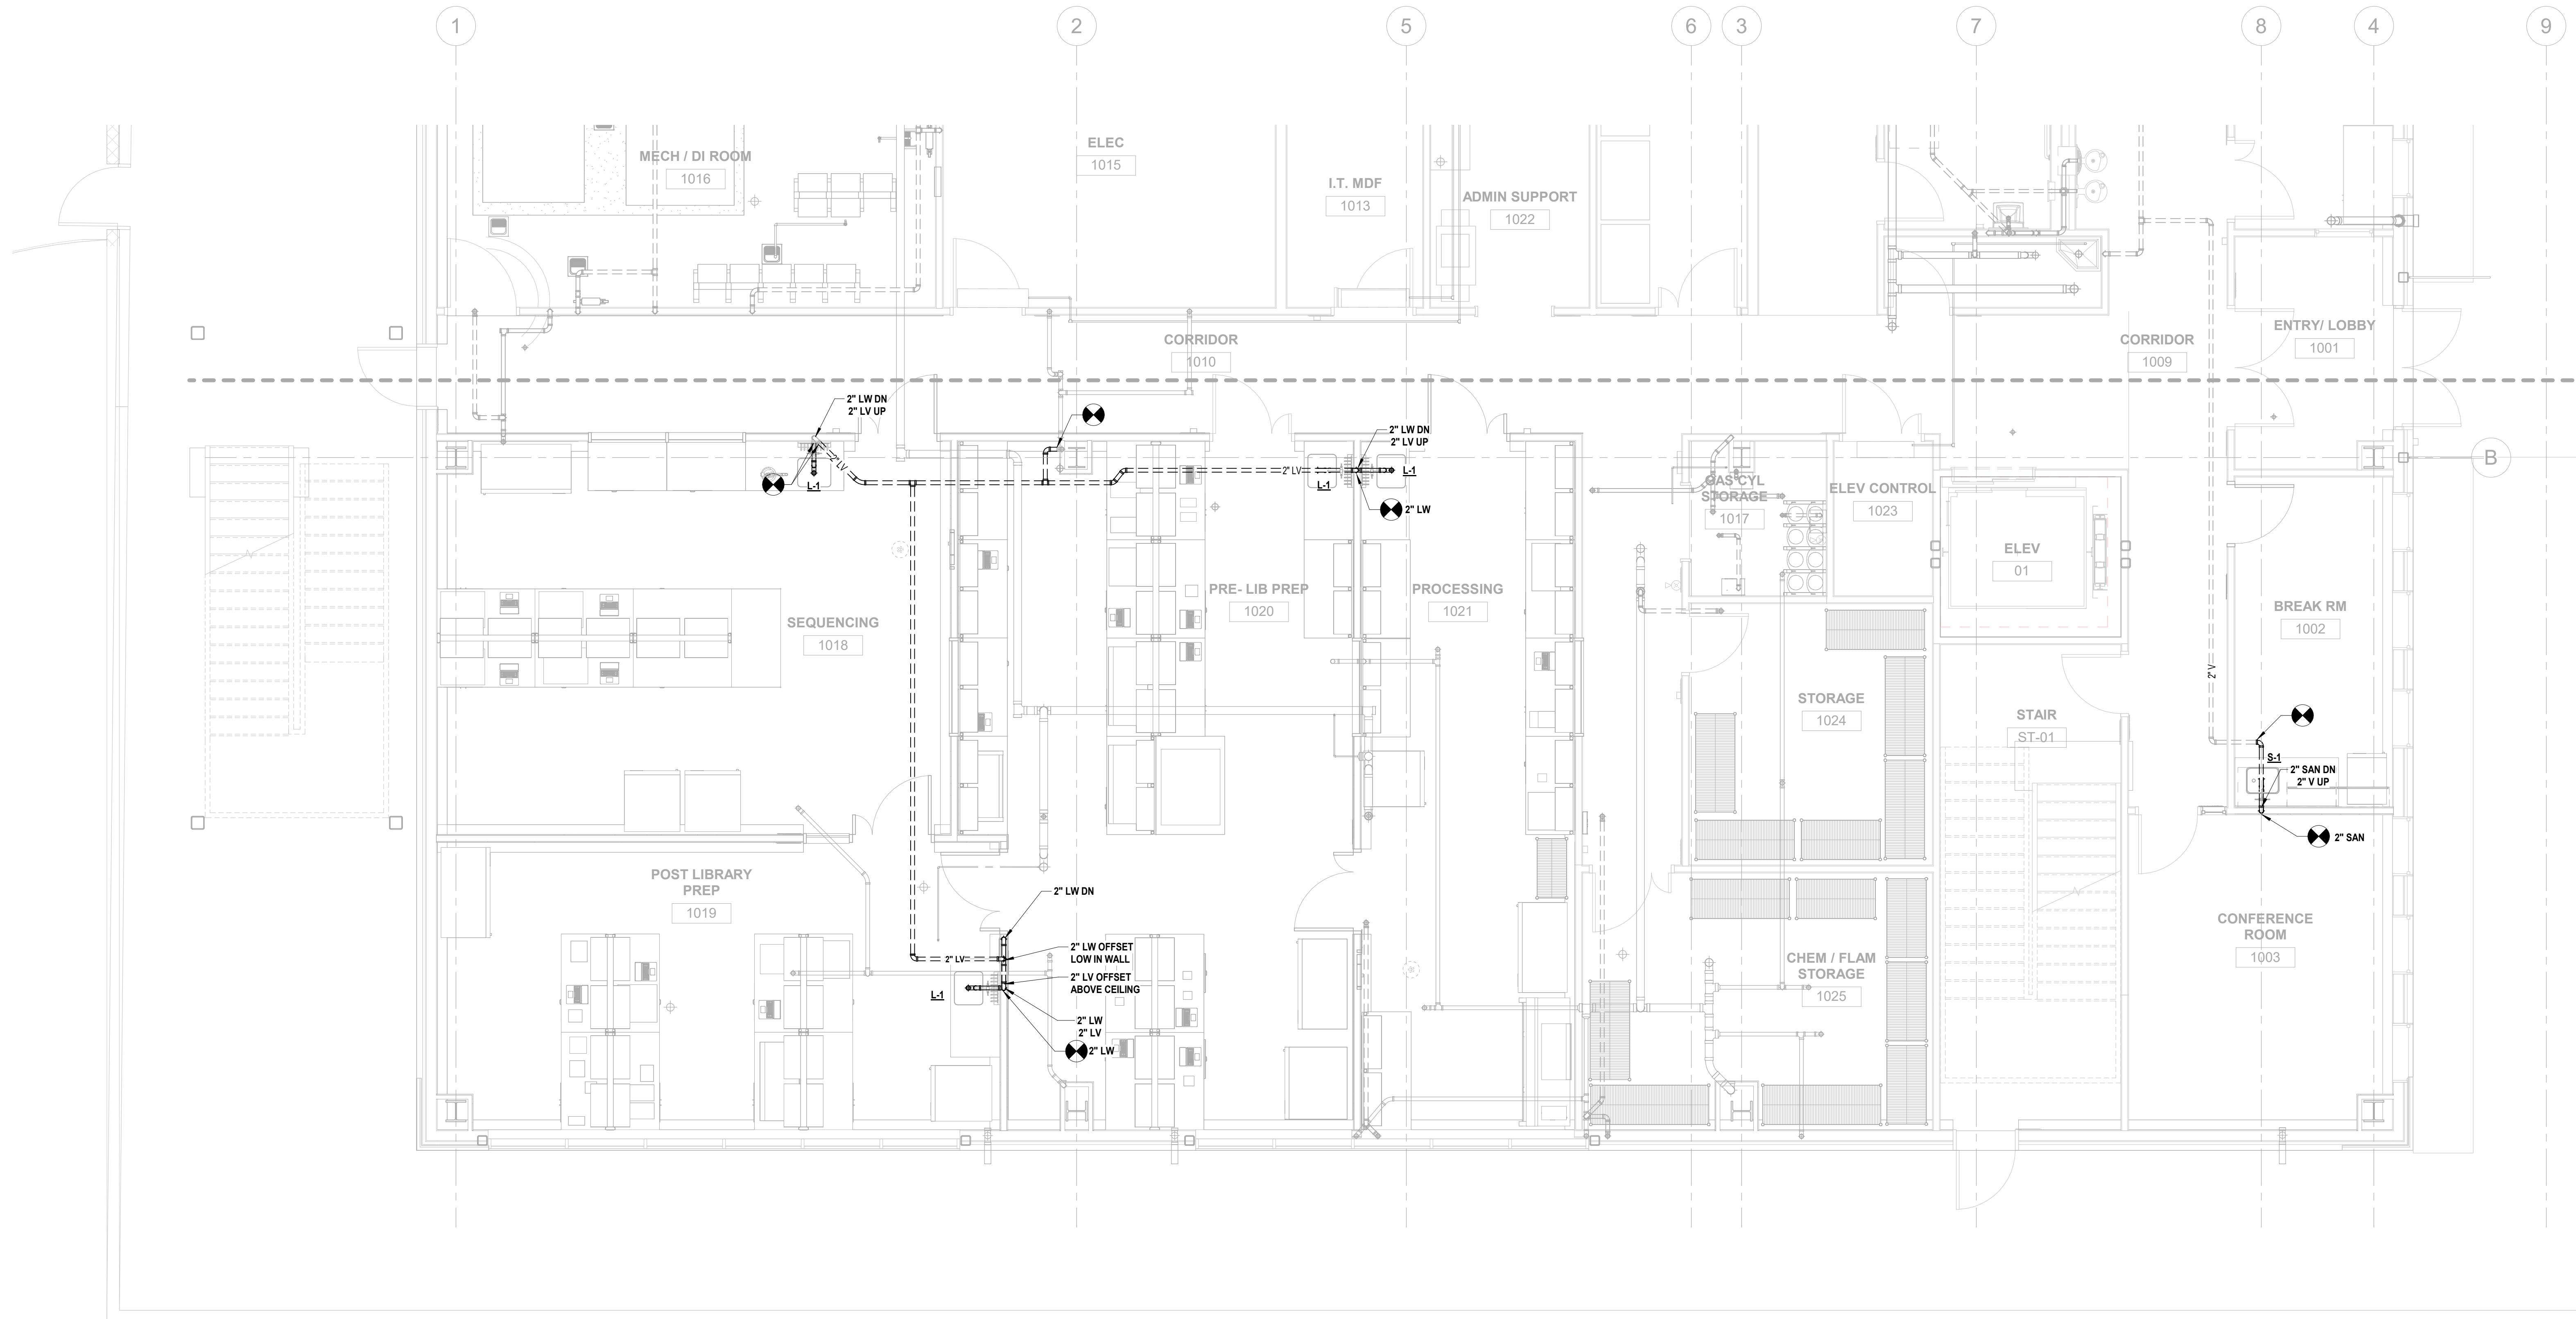 1
2
5
6
3
7
8
4
9
ELEC
1015
MECH / DI ROOM
1016
I.T. MDF
1013
ADMIN SUPPORT
1022
CORRIDOR
1010
CORRIDOR
1009
ENTRY/ LOBBY
1001
2" LW DN
2" LV UP
2" LV
L-1
2" LW DN
2" LV UP
2" LV
L-1
L-1
2" LW
B
GAS CYL
STORAGE
1017
ELEV CONTROL
1023
ELEV
01
SEQUENCING
1018
PRE- LIB PREP
1020
PROCESSING
1021
BREAK RM
1002
2" V
STORAGE
1024
STAIR
ST-01
S-1
2" SAN DN
2" V UP
2" SAN
POST LIBRARY
PREP
1019
2" LW DN
2" LW OFFSET
LOW IN WALL
2" LV
2" LV OFFSET
ABOVE CEILING
L-1
2" LW
2" LV
2" LW
CHEM / FLAM
STORAGE
1025
CONFERENCE
ROOM
1003